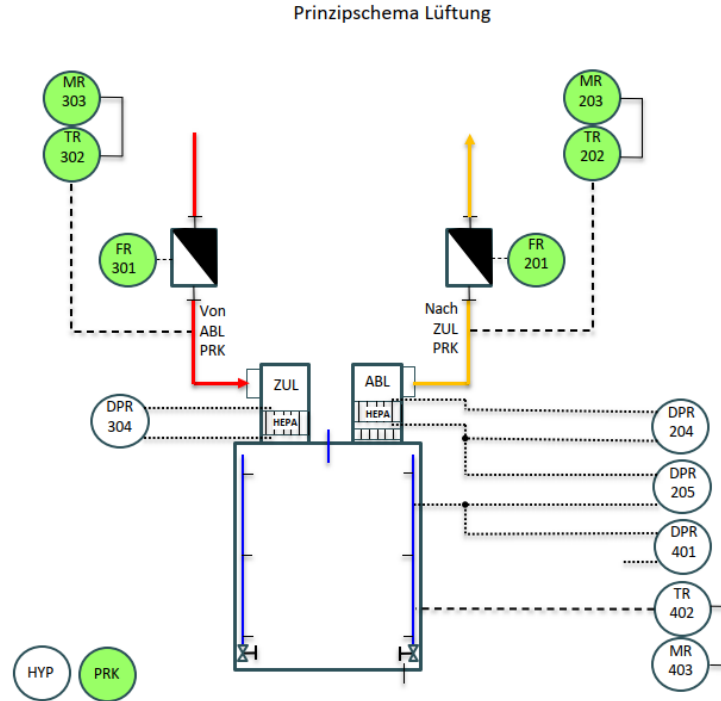 Prinzipschema Lüftung
MR
303
TR
302
MR
203
TR
202
FR
301
FR
201
Von
ABL
PRK
Nach
ZUL
PRK
ZUL
HEPA
ABL
HEPA
DPR
304
DPR
204
DPR
205
DPR
401
TR
402
MR
403
HYP
PRK